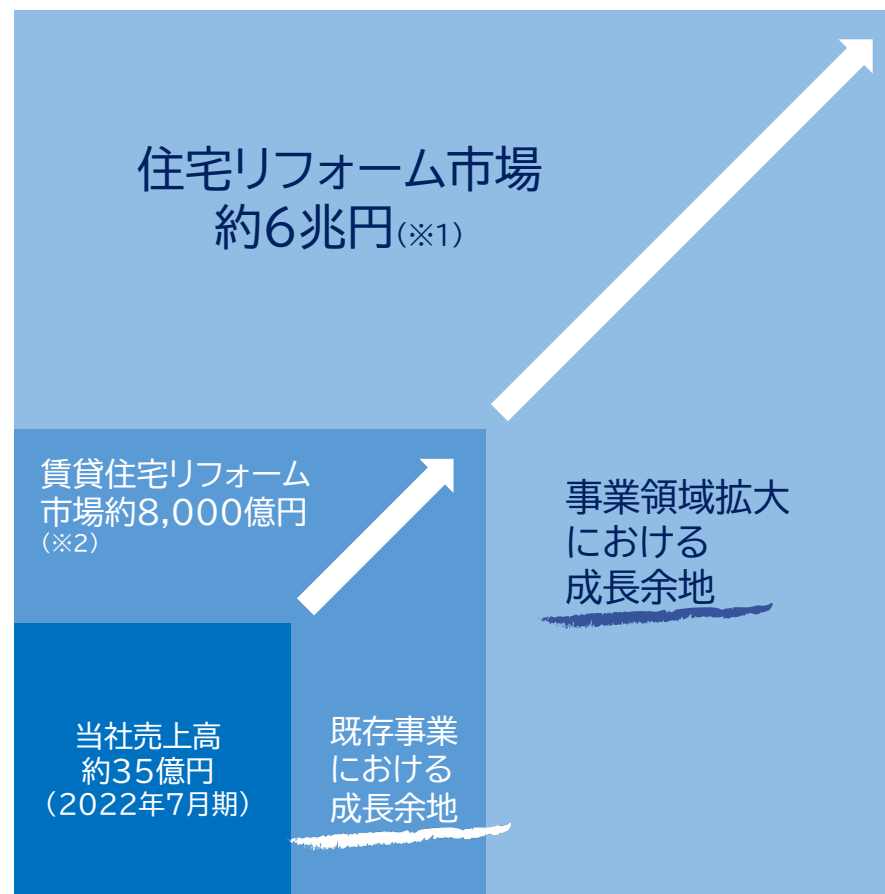 住宅リフォーム市場
約6兆円(※1)
賃貸住宅リフォーム
市場約8,000億円
(※2)
事業領域拡大
における
成長余地
当社売上高
約35億円
(2022年7月期)
既存事業
における
成長余地